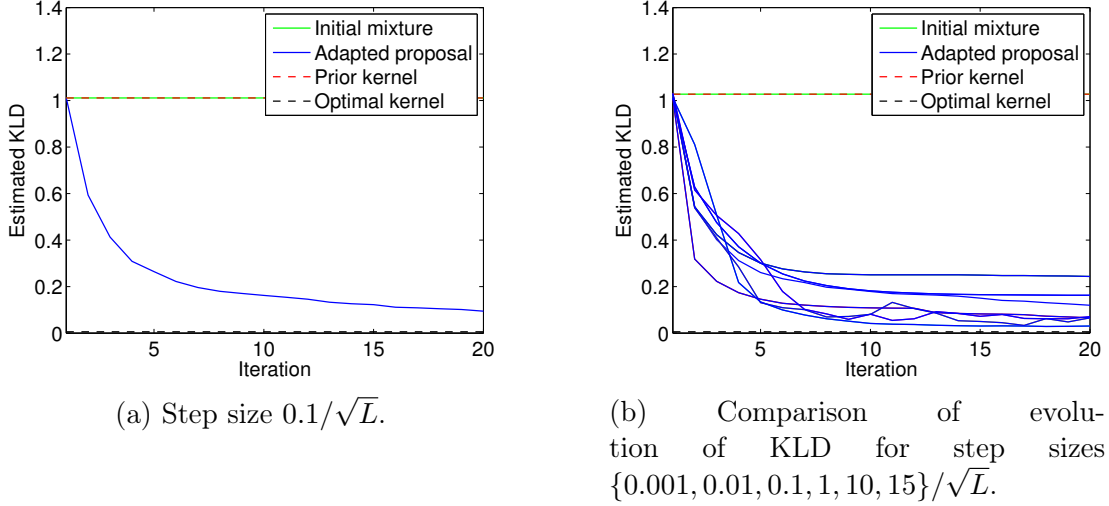 1.4
1.2
1
0.8
0.6
0.4
0.2
0
Estimated KLD
5
10
15
20
Iteration
Initial mixture
Adapted proposal
Prior kernel
Optimal kernel
(a) Step size 0.1/√L.
1.4
1.2
1
0.8
0.6
0.4
0.2
0
Estimated KLD
5
10
15
20
Iteration
Initial mixture
Adapted proposal
Prior kernel
Optimal kernel
(b) Comparison of evolu-
tion of KLD for step sizes
{0.001, 0.01, 0.1, 1, 10, 15}/√L.